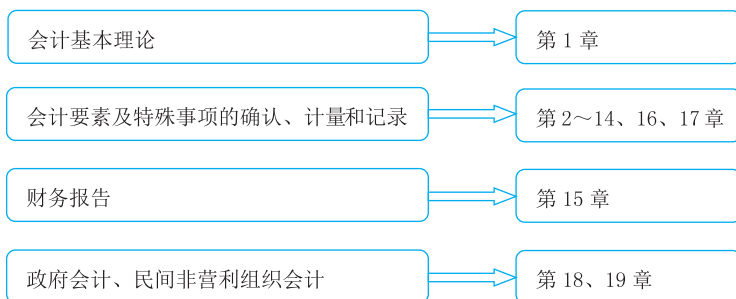 会计基本理论
第 1 章
会计要素及特殊事项的确认、计量和记录
第 2～14、16、17 章
财务报告
第 15 章
政府会计、民间非营利组织会计
第 18、19 章